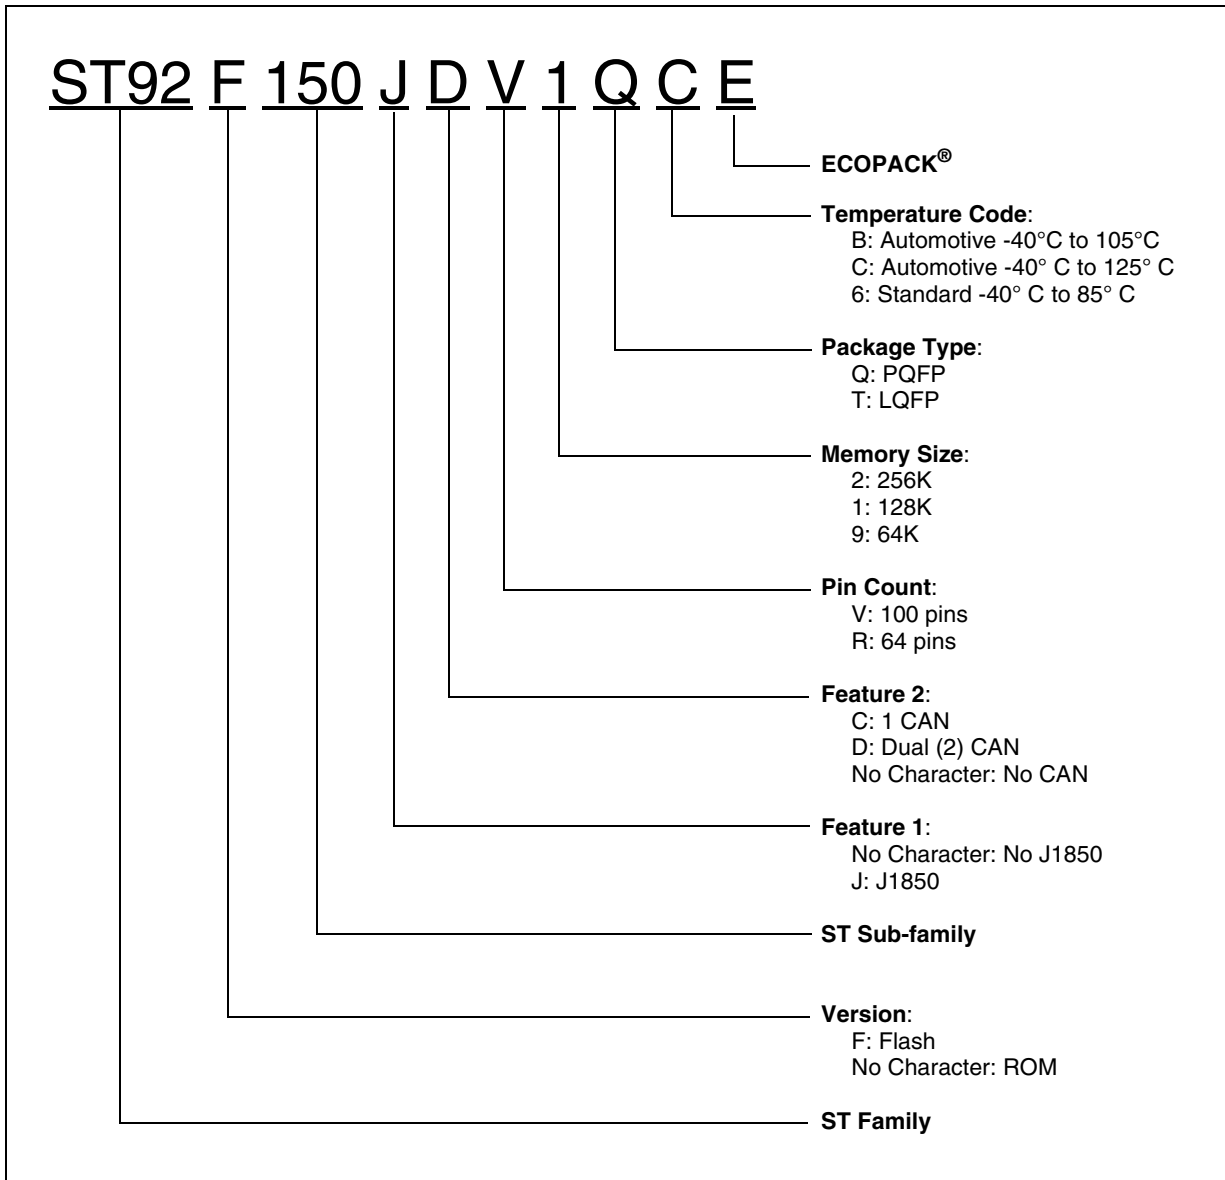 ST92 F 150 J D V 1 Q C E
ECOPACK®
Temperature Code:
B: Automotive -40°C to 105°C
C: Automotive -40° C to 125° C
6: Standard -40° C to 85° C
Package Type:
Q: PQFP
T: LQFP
Memory Size:
2: 256K
1: 128K
9: 64K
Pin Count:
V: 100 pins
R: 64 pins
Feature 2:
C: 1 CAN
D: Dual (2) CAN
No Character: No CAN
Feature 1:
No Character: No J1850
J: J1850
ST Sub-family
Version:
F: Flash
No Character: ROM
ST Family